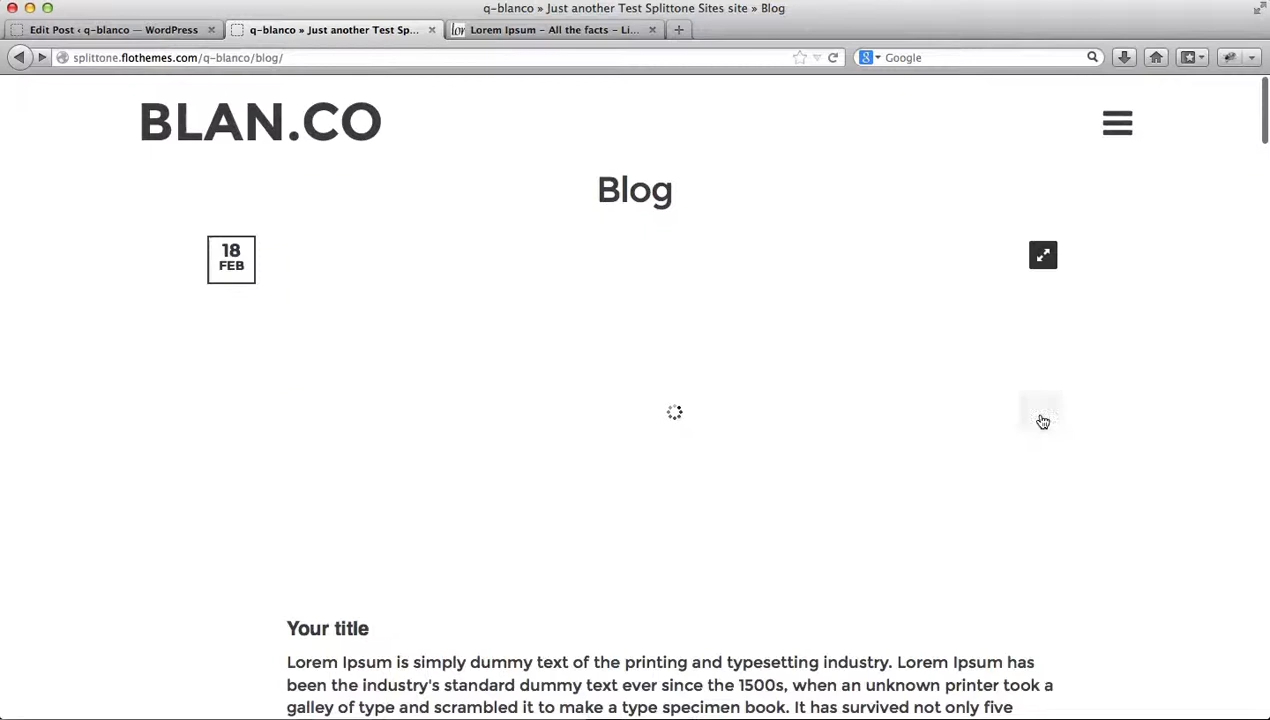 q-blanco » Just another Test Splittone Sites site » Blog
Edit Post ‹ q-blanco — WordPress
q-blanco » Just another Test Sp...
Lorem Ipsum - All the facts - Li...
splittone.flothemes.com/q-blanco/blog/
Google
BLAN.CO
Blog
18
FEB
Your title
Lorem Ipsum is simply dummy text of the printing and typesetting industry. Lorem Ipsum has
been the industry's standard dummy text ever since the 1500s, when an unknown printer took a
galley of type and scrambled it to make a type specimen book. It has survived not only five